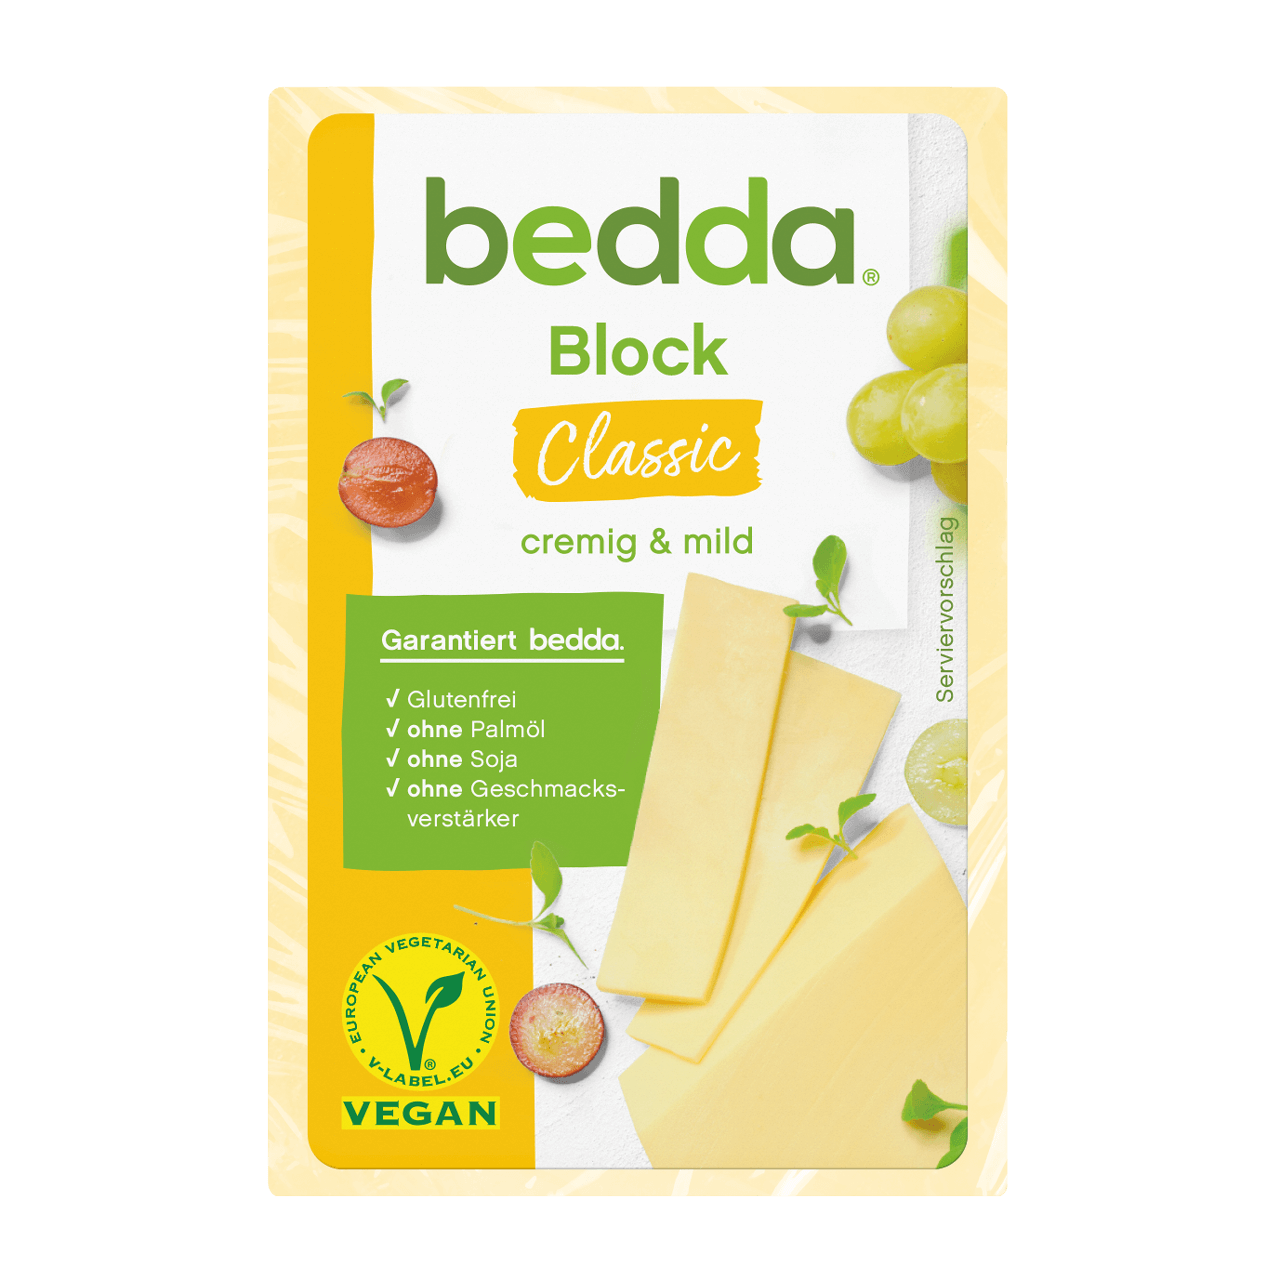 bedda®
Block
Classic
cremig & mild
Serviervorschlag
Garantiert bedda.
√ Glutenfrei
√ ohne Palmöl
√ ohne Soja
√ ohne Geschmacks-
verstärker
EUROPEAN VEGETARIAN UNION
• V-LABEL.EU •
®
VEGAN